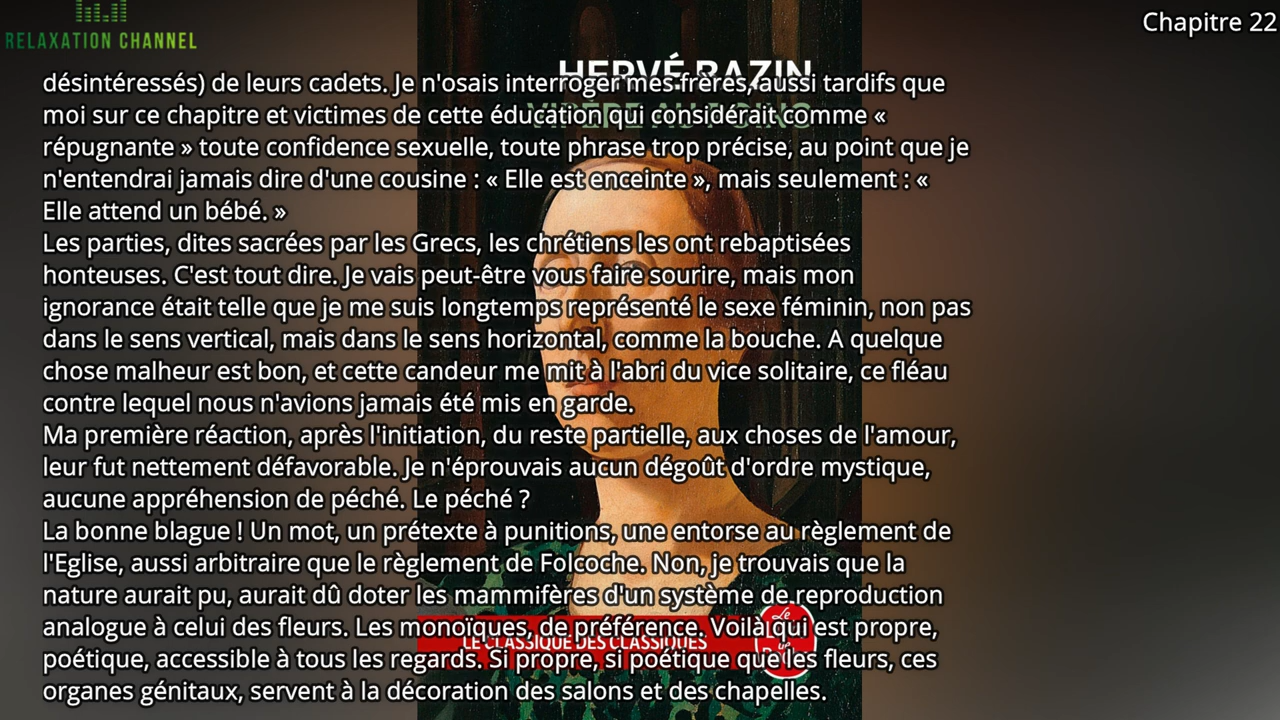 RELAXATION CHANNEL
Chapitre 22
HERVÉ BAZIN
VIPÈRE AU POING
désintéressés) de leurs cadets. Je n'osais interroger mes frères, aussi tardifs que
moi sur ce chapitre et victimes de cette éducation qui considérait comme «
répugnante » toute confidence sexuelle, toute phrase trop précise, au point que je
n'entendrai jamais dire d'une cousine : « Elle est enceinte », mais seulement : «
Elle attend un bébé. »
Les parties, dites sacrées par les Grecs, les chrétiens les ont rebaptisées
honteuses. C'est tout dire. Je vais peut-être vous faire sourire, mais mon
ignorance était telle que je me suis longtemps représenté le sexe féminin, non pas
dans le sens vertical, mais dans le sens horizontal, comme la bouche. A quelque
chose malheur est bon, et cette candeur me mit à l'abri du vice solitaire, ce fléau
contre lequel nous n'avions jamais été mis en garde.
Ma première réaction, après l'initiation, du reste partielle, aux choses de l'amour,
leur fut nettement défavorable. Je n'éprouvais aucun dégoût d'ordre mystique,
aucune appréhension de péché. Le péché ?
La bonne blague ! Un mot, un prétexte à punitions, une entorse au règlement de
l'Eglise, aussi arbitraire que le règlement de Folcoche. Non, je trouvais que la
nature aurait pu, aurait dû doter les mammifères d'un système de reproduction
analogue à celui des fleurs. Les monoïques, de préférence. Voilà qui est propre,
poétique, accessible à tous les regards. Si propre, si poétique que les fleurs, ces
organes génitaux, servent à la décoration des salons et des chapelles.
LE CLASSIQUE DES CLASSIQUES
Le